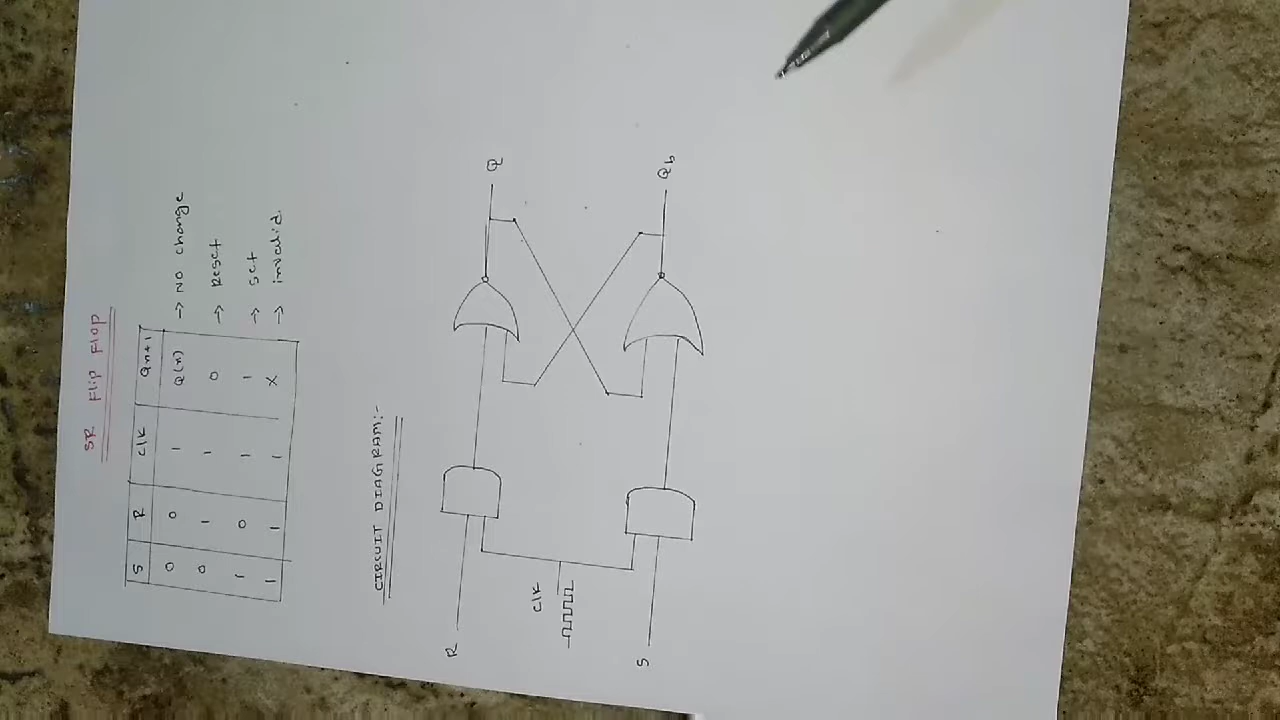 SR Flip Flop
S R Clk Qn+1
0 0 1 Q(n) → No change
0 1 1 0 → Reset
1 0 1 1 → Set
1 1 1 X → invalid.
CIRCUIT DIAGRAM:-
R Q
Clk
S Qb